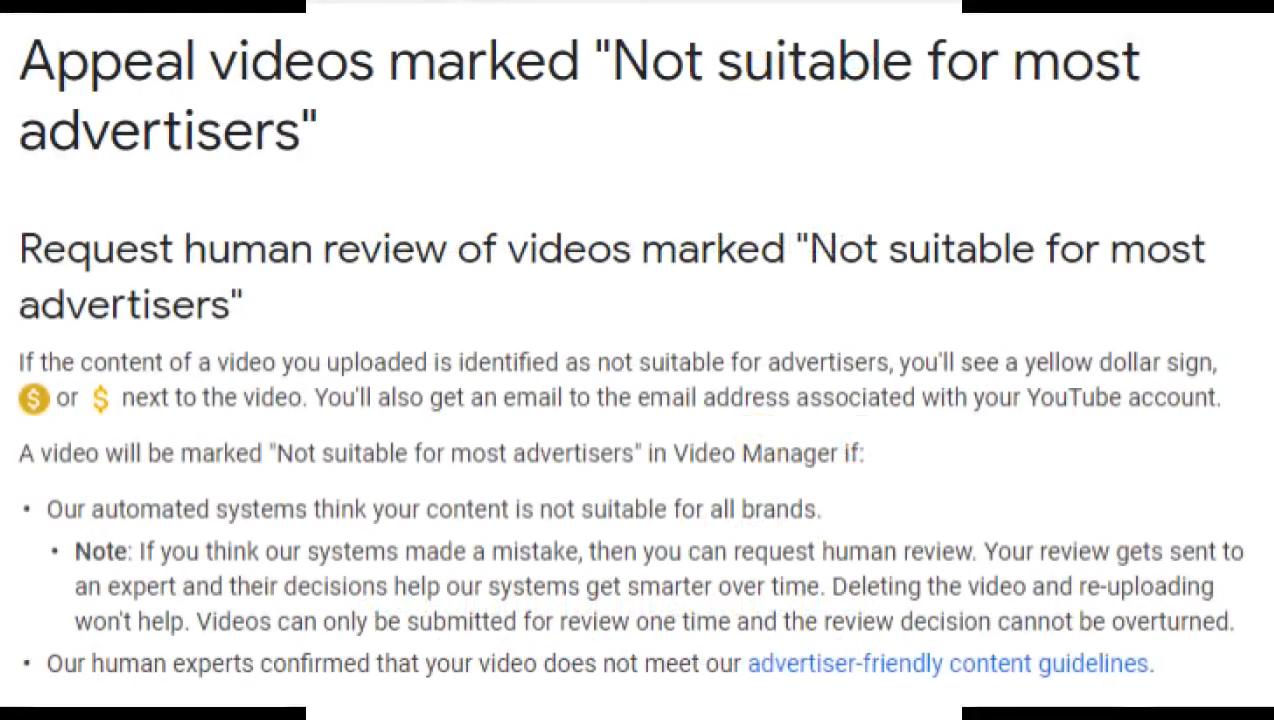 Appeal videos marked "Not suitable for most
advertisers"
Request human review of videos marked "Not suitable for most
advertisers"
If the content of a video you uploaded is identified as not suitable for advertisers, you'll see a yellow dollar sign,
$ or $ next to the video. You'll also get an email to the email address associated with your YouTube account.
A video will be marked "Not suitable for most advertisers" in Video Manager if:
• Our automated systems think your content is not suitable for all brands.
• Note: If you think our systems made a mistake, then you can request human review. Your review gets sent to
an expert and their decisions help our systems get smarter over time. Deleting the video and re-uploading
won't help. Videos can only be submitted for review one time and the review decision cannot be overturned.
• Our human experts confirmed that your video does not meet our advertiser-friendly content guidelines.